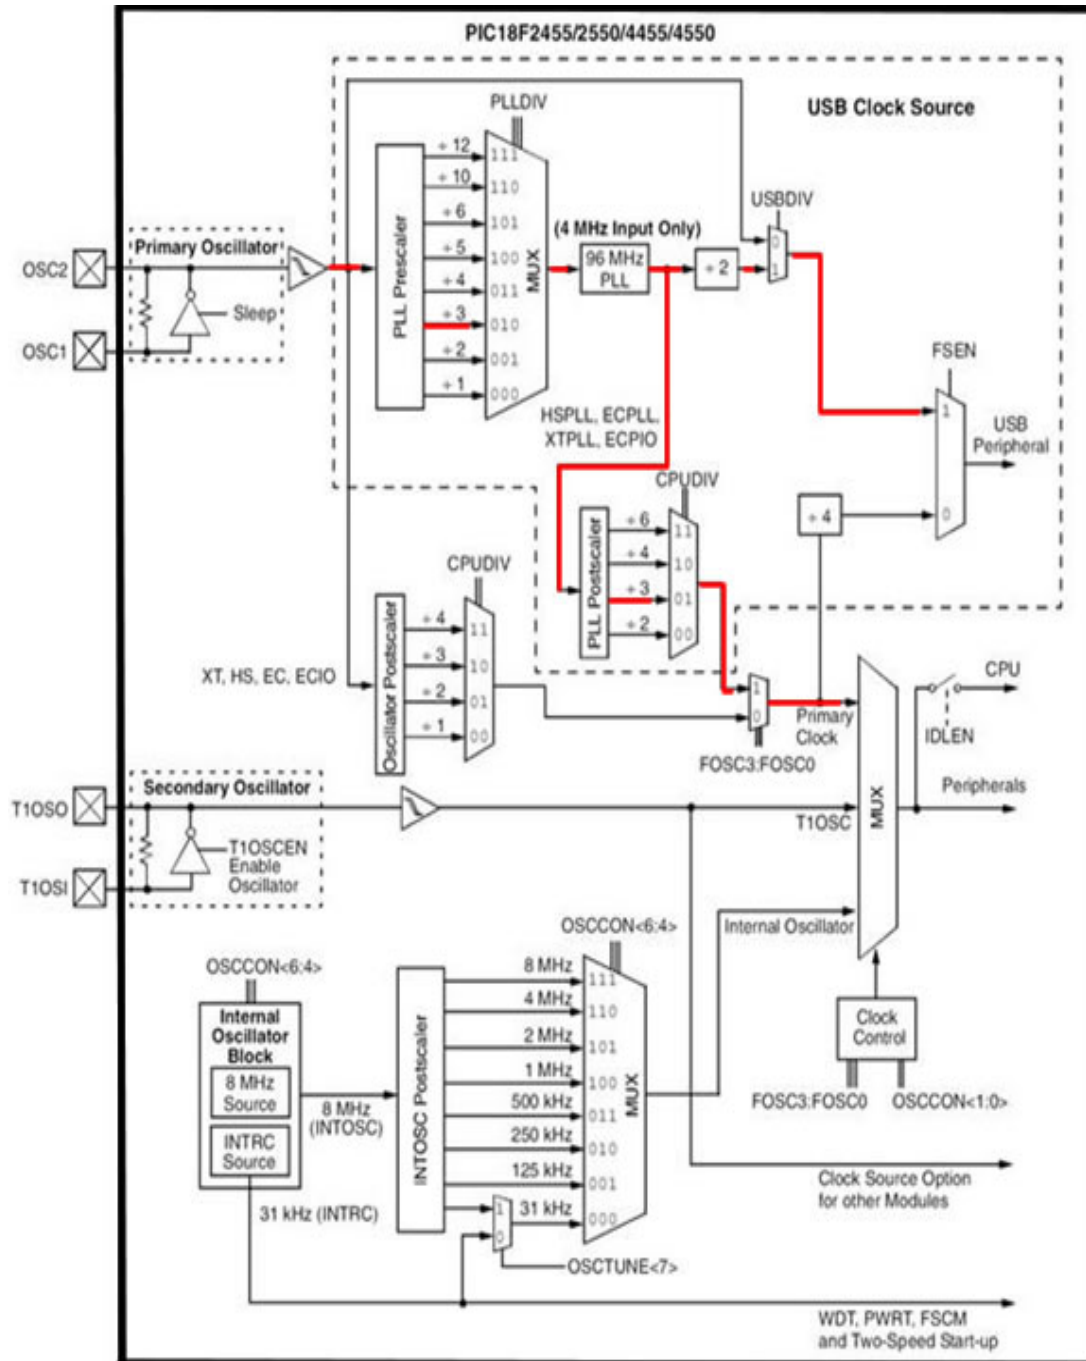 PIC18F2455/2550/4455/4550
USB Clock Source
PLLDIV
÷ 12
111
÷ 10
110
÷ 6
101
÷ 5
100
÷ 4
011
÷ 3
010
÷ 2
001
÷ 1
000
PLL Prescaler
MUX
(4 MHz Input Only)
96 MHz
PLL
÷ 2
USBDIV
0
1
Primary Oscillator
OSC2
Sleep
OSC1
FSEN
1
USB
Peripheral
0
HSPLL, ECPLL,
XTPLL, ECPIO
CPUDIV
PLL Postscaler
÷ 6
11
÷ 4
10
÷ 3
01
÷ 2
00
÷ 4
CPUDIV
Oscillator Postscaler
÷ 4
11
÷ 3
10
÷ 2
01
÷ 1
00
XT, HS, EC, ECIO
1
0
FOSC3:FOSC0
Primary
Clock
CPU
IDLEN
Peripherals
MUX
Secondary Oscillator
T1OSO
T1OSCEN
Enable
Oscillator
T1OSI
T1OSC
Internal Oscillator
OSCCON<6:4>
OSCCON<6:4>
Internal
Oscillator
Block
8 MHz
Source
INTRC
Source
8 MHz
(INTOSC)
31 kHz (INTRC)
INTOSC Postscaler
8 MHz
111
4 MHz
110
2 MHz
101
1 MHz
100
500 kHz
011
250 kHz
010
125 kHz
001
1
0
31 kHz
000
MUX
OSCTUNE<7>
Clock
Control
FOSC3:FOSC0
OSCCON<1:0>
Clock Source Option
for other Modules
WDT, PWRT, FSCM
and Two-Speed Start-up